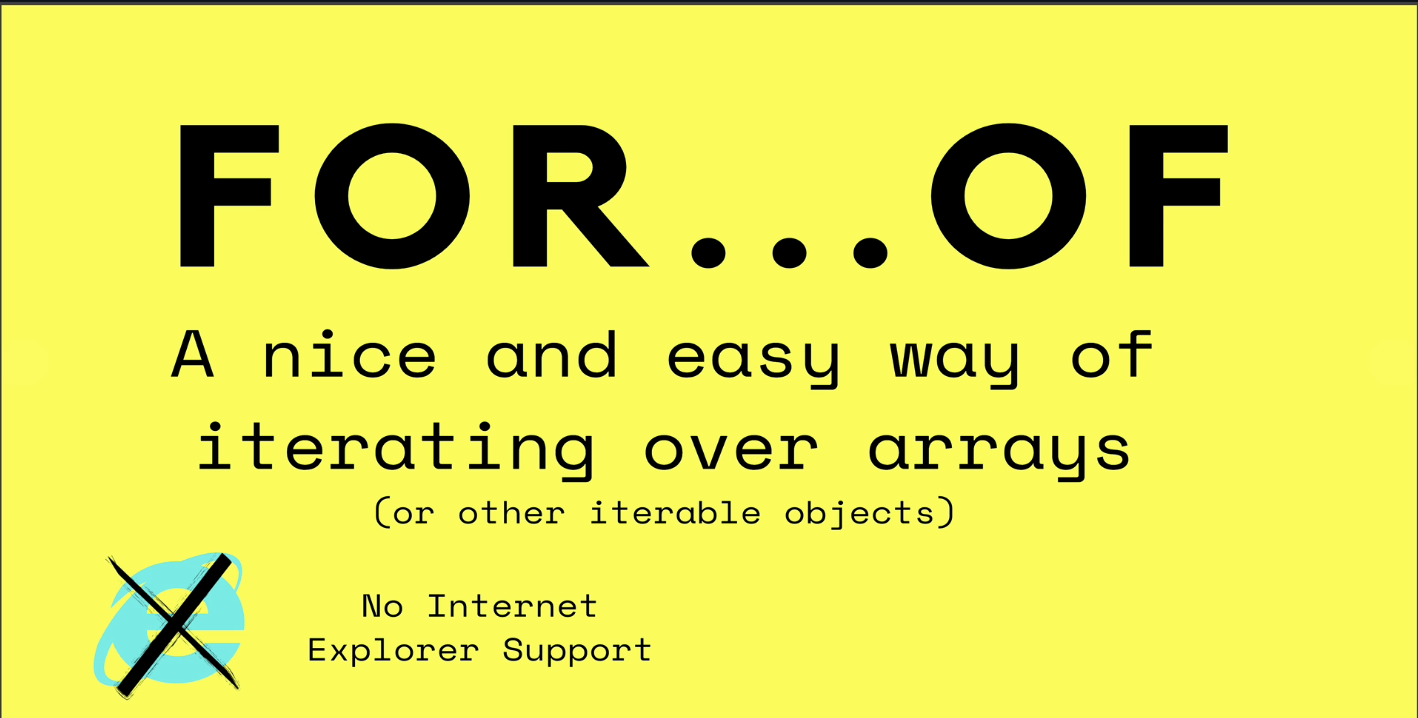 FOR...OF
A nice and easy way of
iterating over arrays
(or other iterable objects)
No Internet
Explorer Support